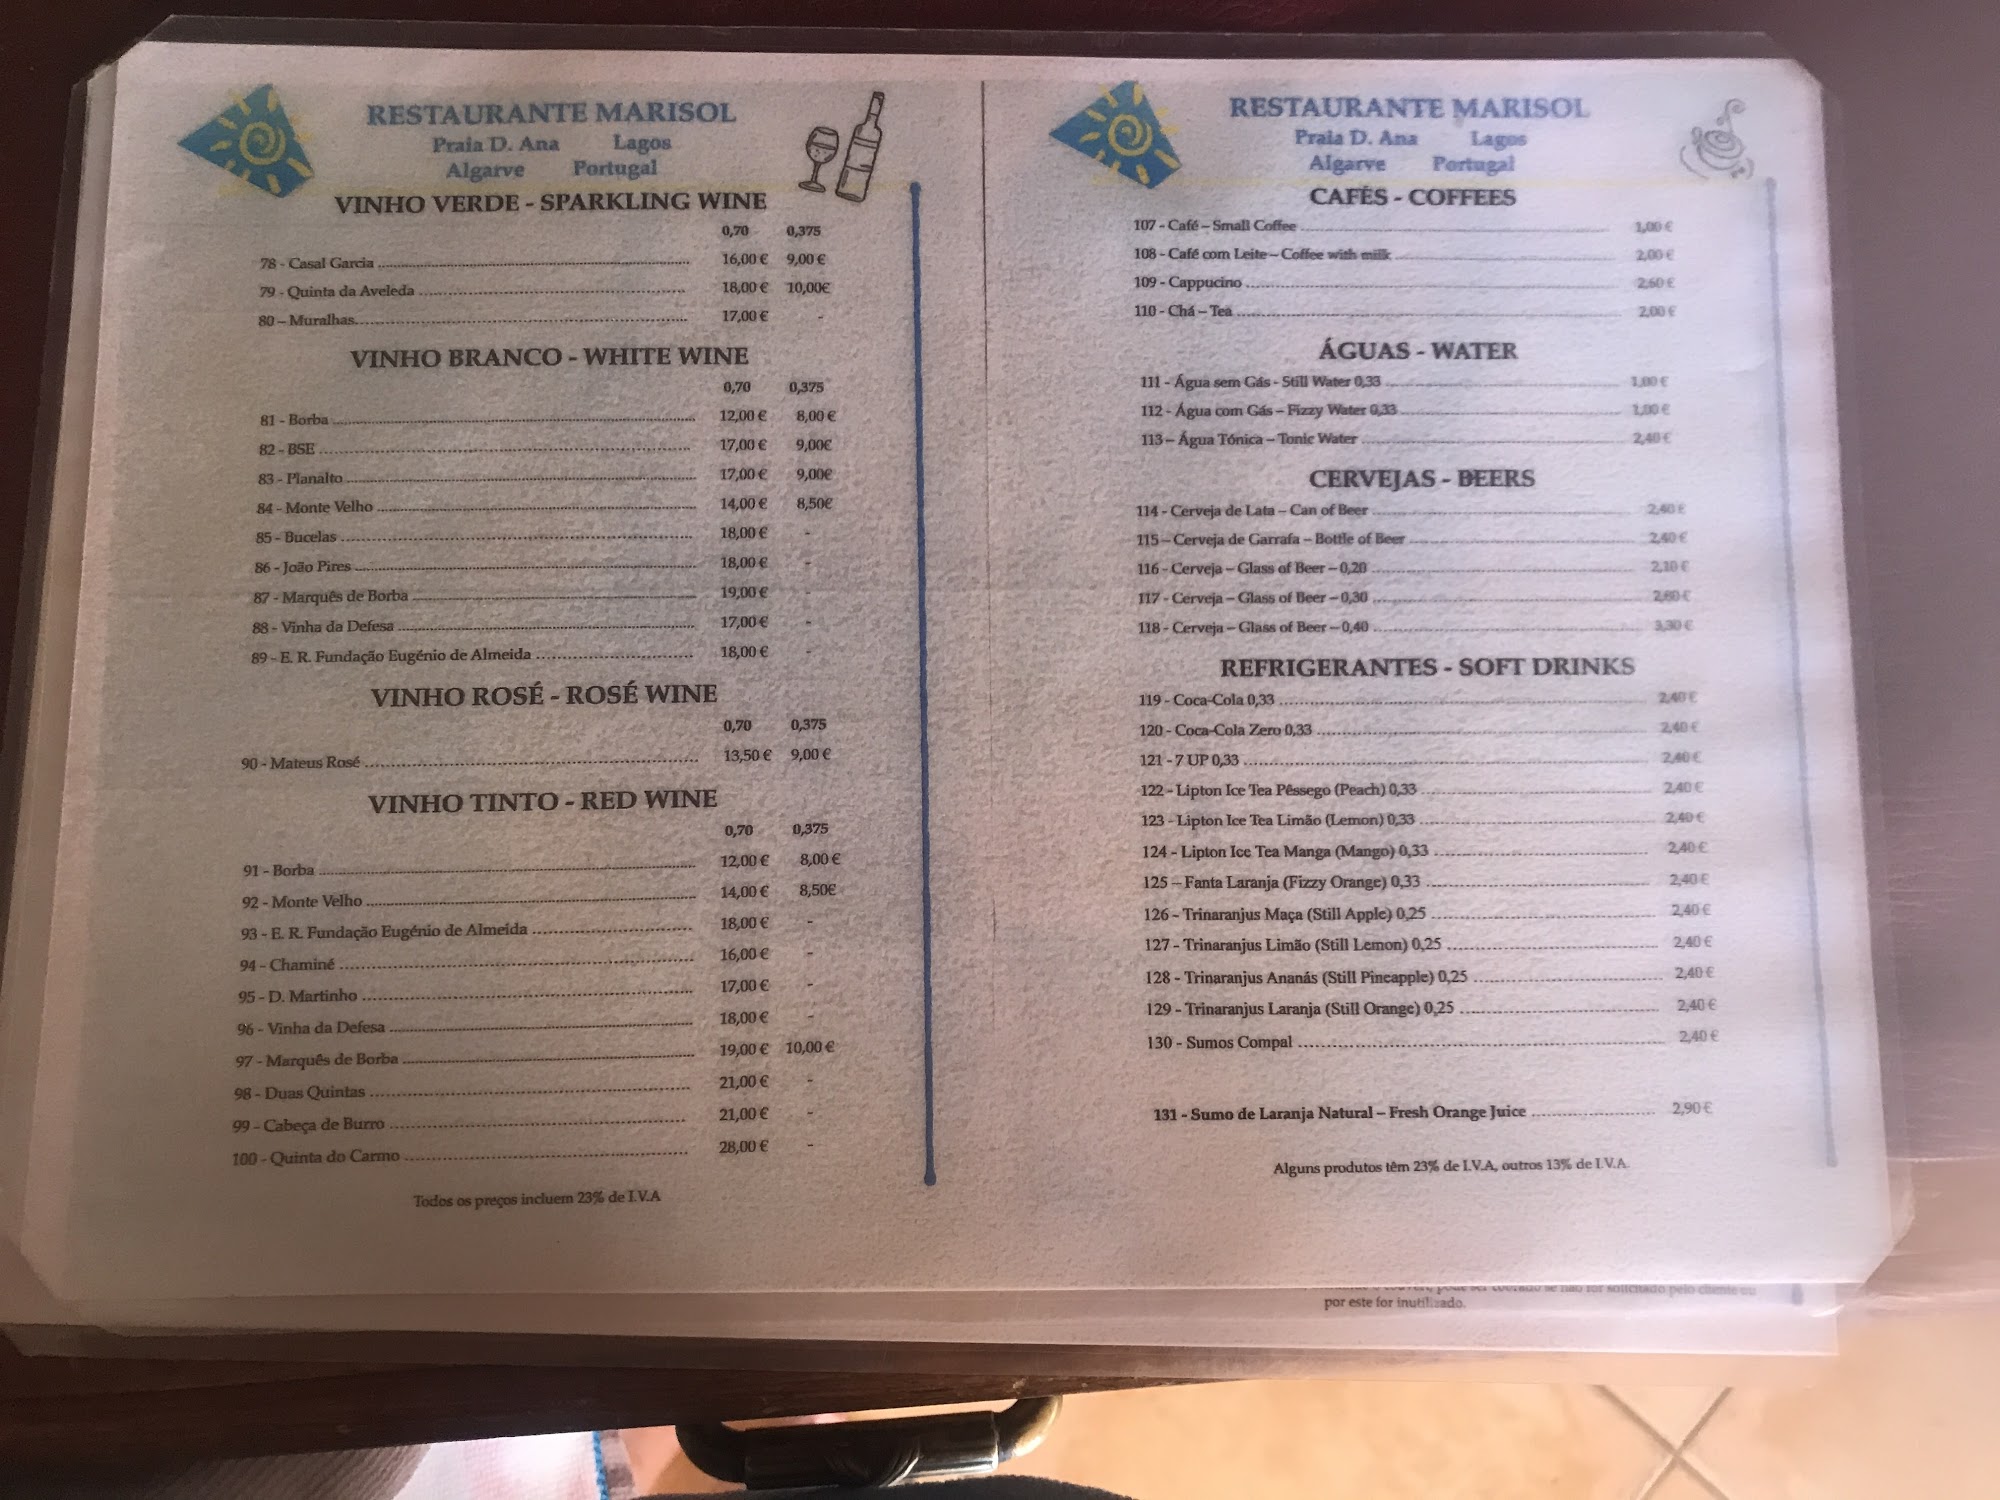 RESTAURANTE MARISOL
Praia D. Ana Lagos
Algarve Portugal
VINHO VERDE - SPARKLING WINE
0,70 0,375
78 - Casal Garcia 16,00 € 9,00 €
79 - Quinta da Aveleda 18,00 € 10,00€
80 – Muralhas 17,00 € -
VINHO BRANCO - WHITE WINE
0,70 0,375
81 - Borba 12,00 € 8,00 €
82 - BSE 17,00 € 9,00€
83 - Planalto 17,00 € 9,00€
84 - Monte Velho 14,00 € 8,50€
85 - Bucelas 18,00 € -
86 - João Pires 18,00 € -
87 - Marquês de Borba 19,00 € -
88 - Vinha da Defesa 17,00 € -
89 - E. R. Fundação Eugénio de Almeida 18,00 € -
VINHO ROSÉ - ROSÉ WINE
0,70 0,375
90 - Mateus Rosé 13,50 € 9,00 €
VINHO TINTO - RED WINE
0,70 0,375
91 - Borba 12,00 € 8,00 €
92 - Monte Velho 14,00 € 8,50€
93 - E. R. Fundação Eugénio de Almeida 18,00 € -
94 - Chaminé 16,00 € -
95 - D. Martinho 17,00 € -
96 - Vinha da Defesa 18,00 € -
97 - Marquês de Borba 19,00 € 10,00 €
98 - Duas Quintas 21,00 € -
99 - Cabeça de Burro 21,00 € -
100 - Quinta do Carmo 28,00 € -
Todos os preços incluem 23% de I.V.A
RESTAURANTE MARISOL
Praia D. Ana Lagos
Algarve Portugal
CAFÉS - COFFEES
107 - Café – Small Coffee 1,00 €
108 - Café com Leite – Coffee with milk 2,00 €
109 - Cappucino 2,60 €
110 - Chá – Tea 2,00 €
ÁGUAS - WATER
111 - Água sem Gás - Still Water 0,33 1,00 €
112 - Água com Gás – Fizzy Water 0,33 1,00 €
113 – Água Tónica – Tonic Water 2,40 €
CERVEJAS - BEERS
114 - Cerveja de Lata – Can of Beer 2,40 €
115 – Cerveja de Garrafa – Bottle of Beer 2,40 €
116 - Cerveja – Glass of Beer – 0,20 2,10 €
117 - Cerveja – Glass of Beer – 0,30 2,60 €
118 - Cerveja – Glass of Beer – 0,40 3,30 €
REFRIGERANTES - SOFT DRINKS
119 - Coca-Cola 0,33 2,40 €
120 - Coca-Cola Zero 0,33 2,40 €
121 - 7 UP 0,33 2,40 €
122 - Lipton Ice Tea Pêssego (Peach) 0,33 2,40 €
123 - Lipton Ice Tea Limão (Lemon) 0,33 2,40 €
124 - Lipton Ice Tea Manga (Mango) 0,33 2,40 €
125 – Fanta Laranja (Fizzy Orange) 0,33 2,40 €
126 - Trinaranjus Maça (Still Apple) 0,25 2,40 €
127 - Trinaranjus Limão (Still Lemon) 0,25 2,40 €
128 - Trinaranjus Ananás (Still Pineapple) 0,25 2,40 €
129 - Trinaranjus Laranja (Still Orange) 0,25 2,40 €
130 - Sumos Compal 2,40 €
131 - Sumo de Laranja Natural – Fresh Orange Juice 2,90 €
Alguns produtos têm 23% de I.V.A, outros 13% de I.V.A.
pode ser cobrado se não for solicitado pelo cliente ou
por este for inutilizado.